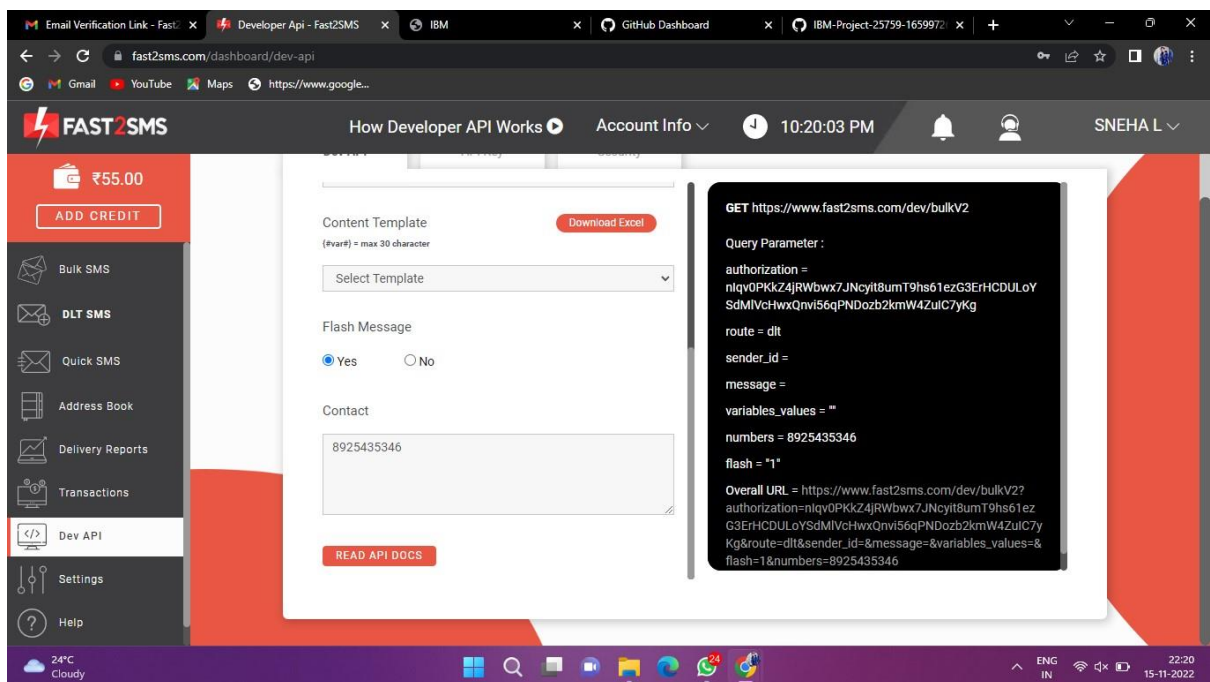 Email Verification Link - Fast2
Developer Api - Fast2SMS
IBM
GitHub Dashboard
IBM-Project-25759-1659972
fast2sms.com/dashboard/dev-api
Gmail
YouTube
Maps
https://www.google...
FAST2SMS
How Developer API Works
Account Info
10:20:03 PM
SNEHA L
₹55.00
ADD CREDIT
Bulk SMS
DLT SMS
Quick SMS
Address Book
Delivery Reports
Transactions
Dev API
Settings
Help
Content Template
Download Excel
{#var#} = max 30 character
Select Template
Flash Message
Yes
No
Contact
8925435346
READ API DOCS
GET https://www.fast2sms.com/dev/bulkV2
Query Parameter :
authorization =
nIqv0PKkZ4jRWbwx7JNcyit8umT9hs61ezG3ErHCDULoY
SdMlVcHwxQnvi56qPNDozb2kmW4ZuIC7yKg
route = dlt
sender_id =
message =
variables_values = ""
numbers = 8925435346
flash = "1"
Overall URL = https://www.fast2sms.com/dev/bulkV2?
authorization=nIqv0PKkZ4jRWbwx7JNcyit8umT9hs61ez
G3ErHCDULoYSdMlVcHwxQnvi56qPNDozb2kmW4ZuIC7y
Kg&route=dlt&sender_id=&message=&variables_values=&
flash=1&numbers=8925435346
24°C
Cloudy
24
ENG
IN
22:20
15-11-2022